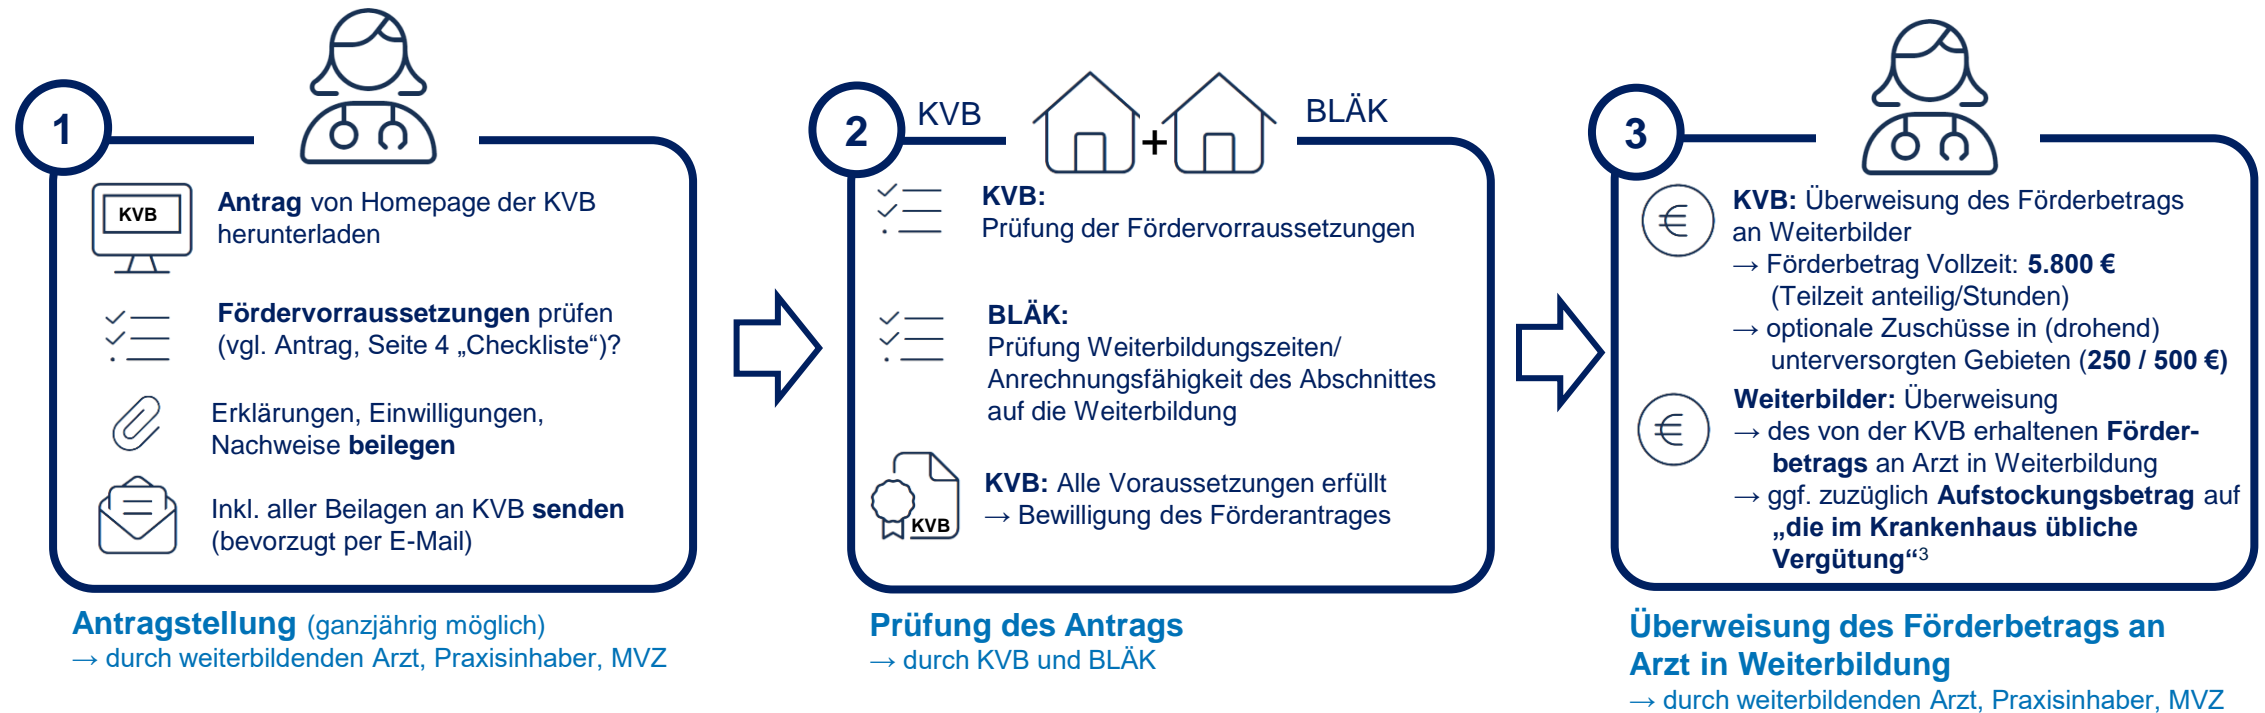 1
KVB
Antrag von Homepage der KVB
herunterladen
Fördervorraussetzungen prüfen
(vgl. Antrag, Seite 4 „Checkliste“)?
Erklärungen, Einwilligungen,
Nachweise beilegen
Inkl. aller Beilagen an KVB senden
(bevorzugt per E-Mail)
Antragstellung (ganzjährig möglich)
→ durch weiterbildenden Arzt, Praxisinhaber, MVZ
2
KVB
+
BLÄK
KVB:
Prüfung der Fördervorraussetzungen
BLÄK:
Prüfung Weiterbildungszeiten/
Anrechnungsfähigkeit des Abschnittes
auf die Weiterbildung
KVB
KVB: Alle Voraussetzungen erfüllt
→ Bewilligung des Förderantrages
Prüfung des Antrags
→ durch KVB und BLÄK
3
KVB: Überweisung des Förderbetrags
an Weiterbilder
→ Förderbetrag Vollzeit: 5.800 €
(Teilzeit anteilig/Stunden)
→ optionale Zuschüsse in (drohend)
unterversorgten Gebieten (250 / 500 €)
Weiterbilder: Überweisung
→ des von der KVB erhaltenen Förder-
betrags an Arzt in Weiterbildung
→ ggf. zuzüglich Aufstockungsbetrag auf
„die im Krankenhaus übliche
Vergütung“³
Überweisung des Förderbetrags an
Arzt in Weiterbildung
→ durch weiterbildenden Arzt, Praxisinhaber, MVZ